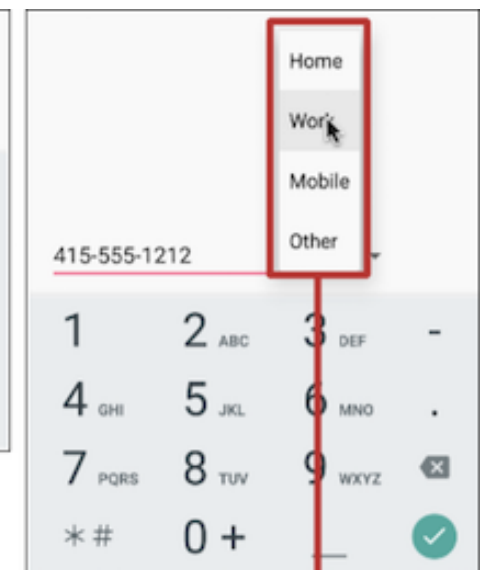 Home
Work
Mobile
Other
415-555-1212
1 2 ABC 3 DEF -
4 GHI 5 JKL 6 MNO .
7 PQRS 8 TUV 9 WXYZ
*# 0 + _